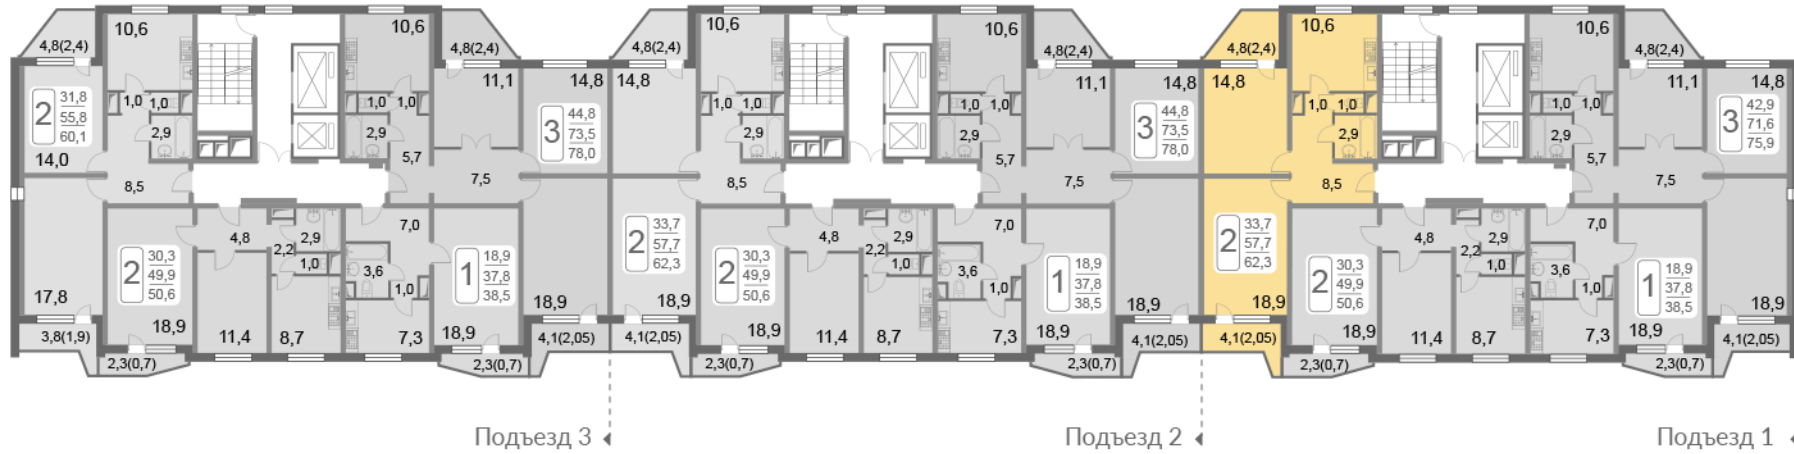 10,6 10,6 10,6 10,6 10,6 10,6
4,8(2,4) 4,8(2,4) 4,8(2,4) 4,8(2,4) 4,8(2,4) 4,8(2,4)
11,1 14,8 14,8 11,1 14,8 14,8 11,1 14,8
2 31,8 55,8 60,1
1,0 1,0 1,0 1,0 1,0 1,0 1,0 1,0 1,0 1,0 1,0 1,0
3 44,8 73,5 78,0
3 44,8 73,5 78,0
3 42,9 71,6 75,9
2,9 2,9 2,9 2,9 2,9 2,9
14,0 5,7 5,7 5,7
8,5 7,5 8,5 7,5 8,5 7,5
4,8 2,9 7,0 4,8 2,9 7,0 4,8 2,9 7,0
2,2 2,2 2,2
2 30,3 49,9 50,6
1 18,9 37,8 38,5
2 33,7 57,7 62,3
2 30,3 49,9 50,6
1 18,9 37,8 38,5
2 33,7 57,7 62,3
2 30,3 49,9 50,6
1 18,9 37,8 38,5
1,0 3,6 1,0 1,0 3,6 1,0 1,0 3,6 1,0
17,8 18,9 18,9 18,9 18,9 18,9
18,9 11,4 8,7 7,3 18,9 18,9 11,4 8,7 7,3 18,9 18,9 11,4 8,7 7,3 18,9
3,8(1,9) 4,1(2,05) 4,1(2,05) 4,1(2,05) 4,1(2,05) 4,1(2,05)
2,3(0,7) 2,3(0,7) 2,3(0,7) 2,3(0,7) 2,3(0,7) 2,3(0,7)
Подъезд 3 Подъезд 2 Подъезд 1